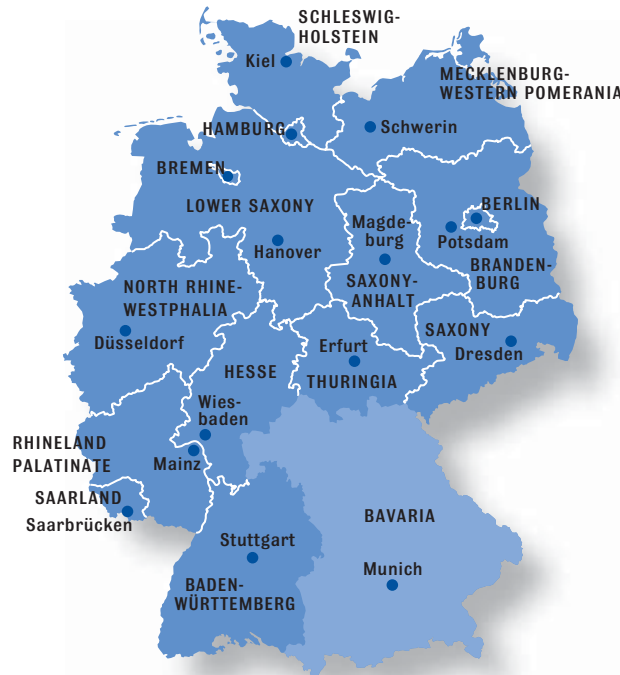 SCHLESWIG-
HOLSTEIN
Kiel
MECKLENBURG-
WESTERN POMERANIA
HAMBURG
Schwerin
BREMEN
LOWER SAXONY
Hanover
Magde-
burg
SAXONY-
ANHALT
BERLIN
Potsdam
BRANDEN-
BURG
NORTH RHINE-
WESTPHALIA
Düsseldorf
HESSE
Wies-
baden
Erfurt
THURINGIA
SAXONY
Dresden
RHINELAND
PALATINATE
Mainz
SAARLAND
Saarbrücken
Stuttgart
BADEN-
WÜRTTEMBERG
BAVARIA
Munich